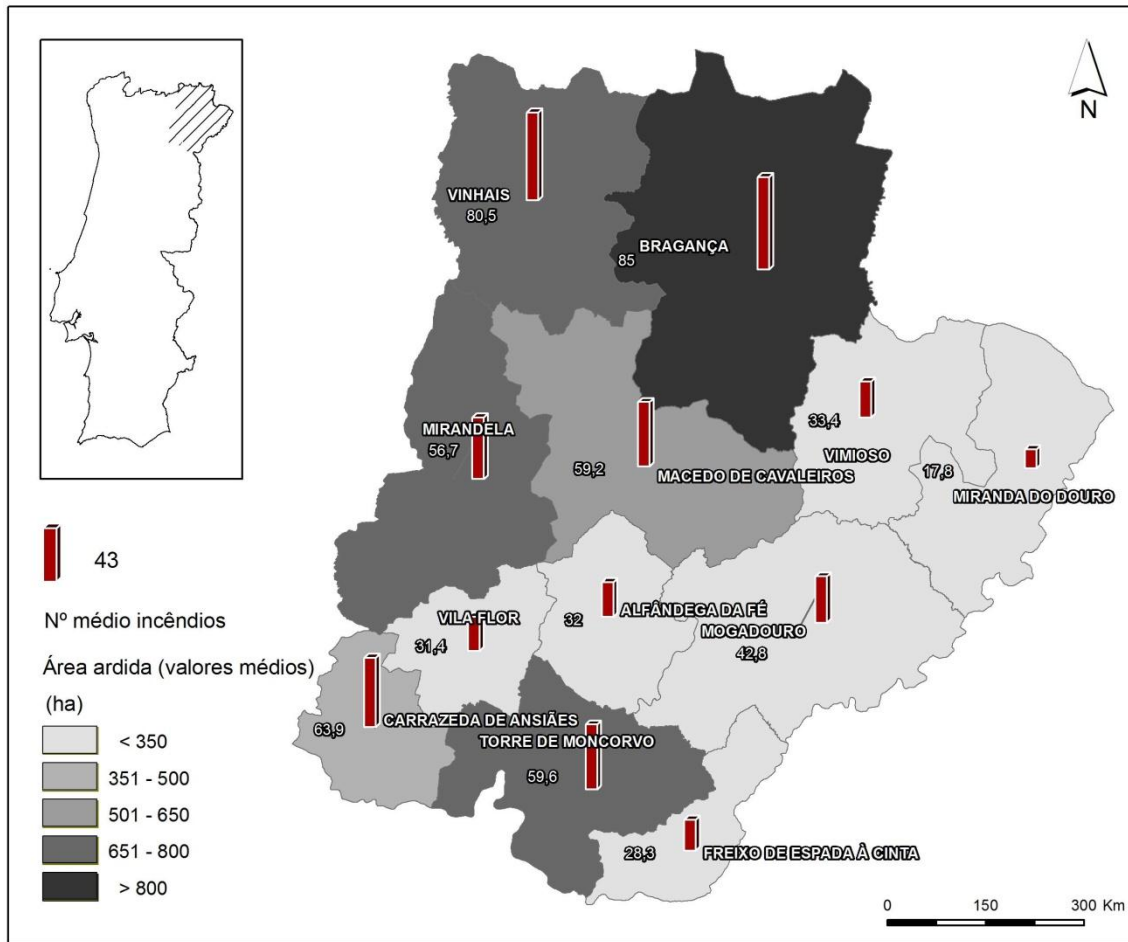 N
VINHAIS
80,5
BRAGANÇA
85
MIRANDELA
56,7
59,2
MACEDO DE CAVALEIROS
33,4
VIMIOSO
17,8
MIRANDA DO DOURO
VILA FLOR
31,4
32
ALFÂNDEGA DA FÉ
MOGADOURO
42,8
63,9
CARRAZEDA DE ANSIÃES
TORRE DE MONCORVO
59,6
28,3
FREIXO DE ESPADA À CINTA
43
Nº médio incêndios
Área ardida (valores médios)
(ha)
< 350
351 - 500
501 - 650
651 - 800
> 800
0 150 300 Km